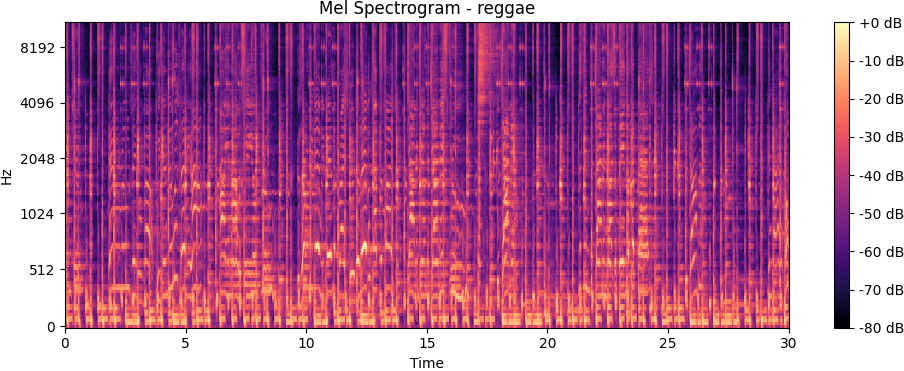 Mel Spectrogram - reggae
Hz
8192
4096
2048
1024
512
0
0 5 10 15 20 25 30
Time
+0 dB
-10 dB
-20 dB
-30 dB
-40 dB
-50 dB
-60 dB
-70 dB
-80 dB